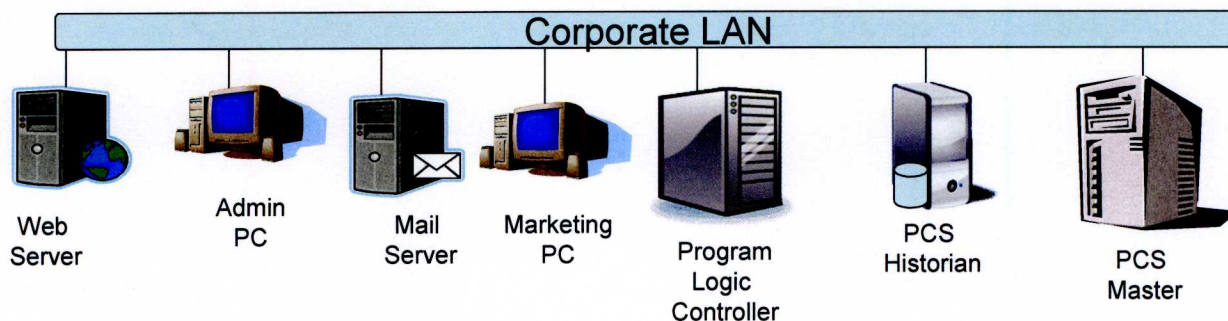 Corporate LAN
Web
Server
Admin
PC
Mail
Server
Marketing
PC
Program
Logic
Controller
PCS
Historian
PCS
Master